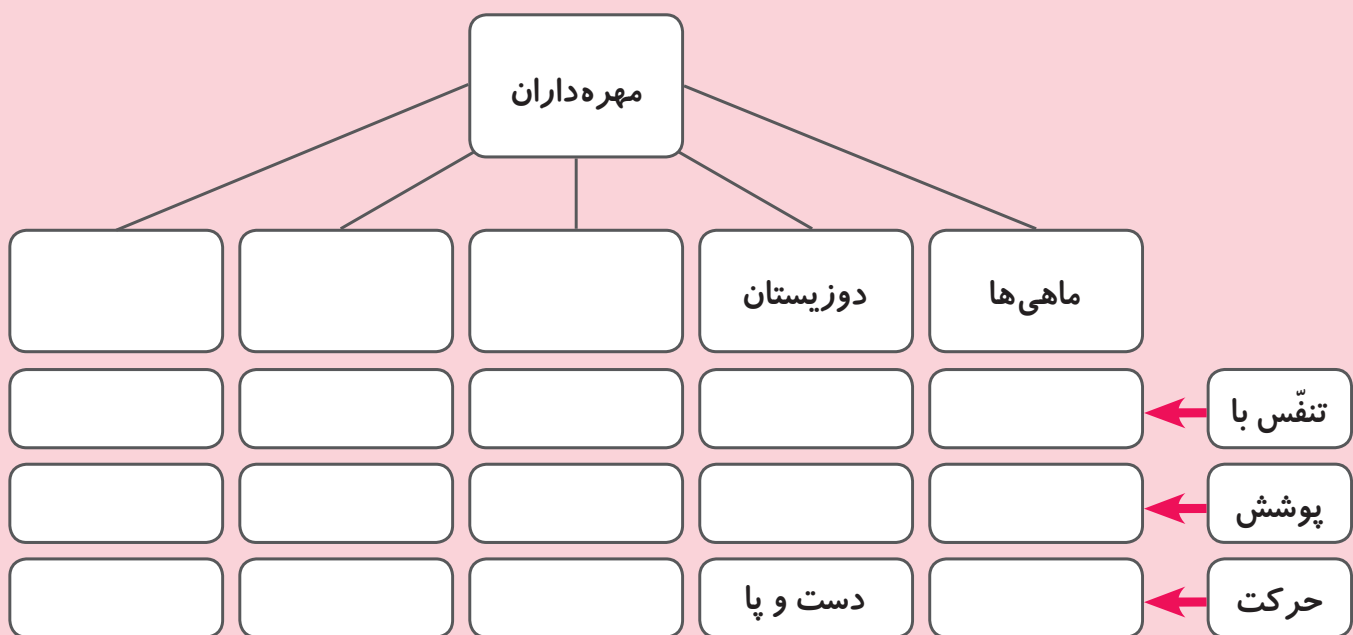 مهره‌داران
ماهی‌ها
دوزیستان
تنفّس با
پوشش
حرکت
دست و پا